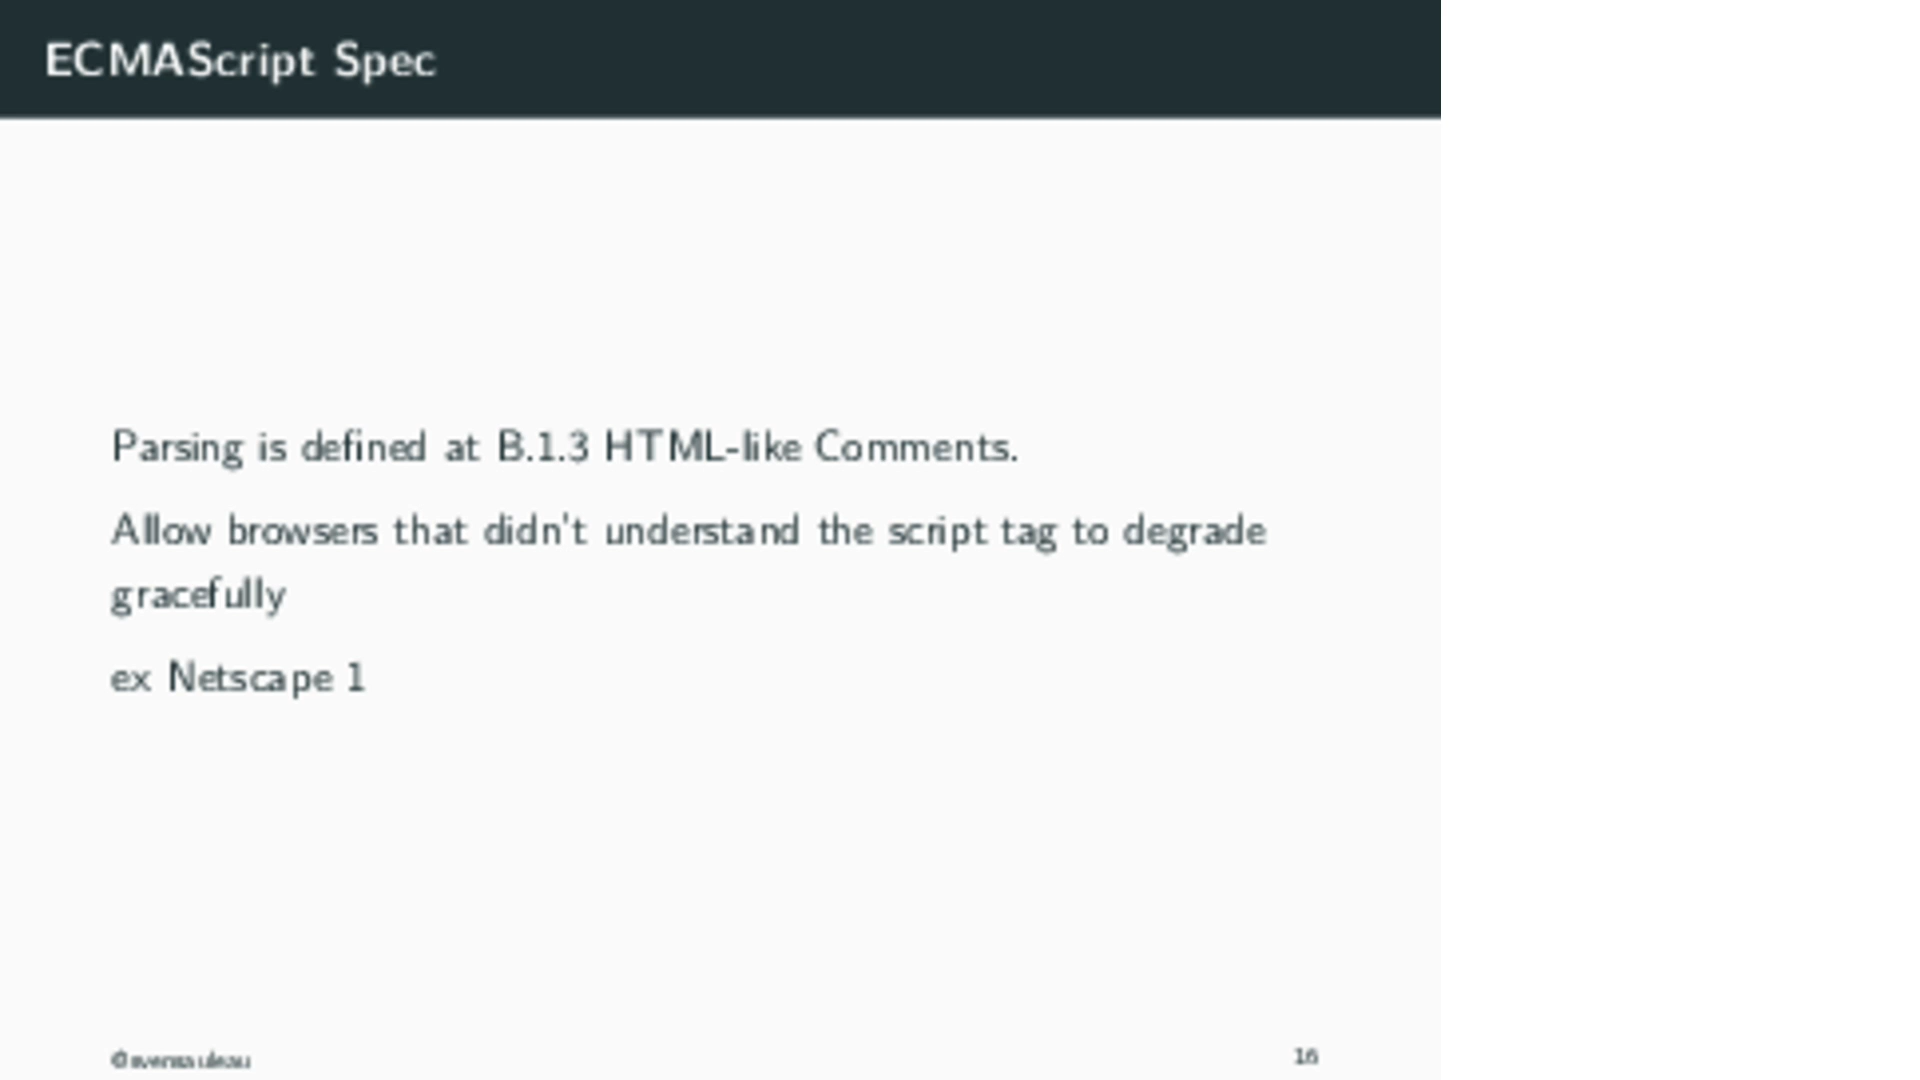 ECMAScript Spec
Parsing is defined at B.1.3 HTML-like Comments.
Allow browsers that didn't understand the script tag to degrade
gracefully
ex Netscape 1
@svensauleau
16